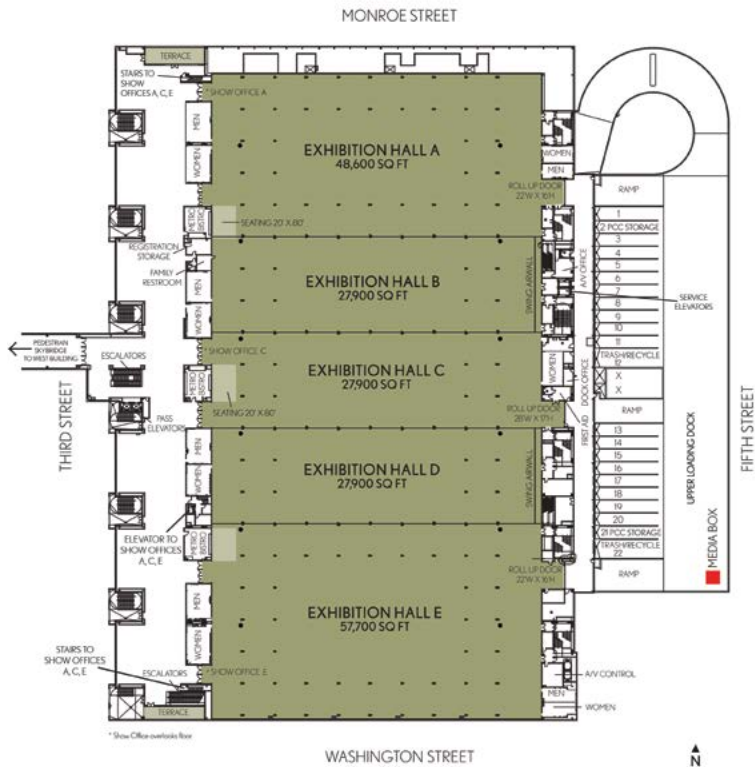 MONROE STREET
TERRACE
STAIRS TO
SHOW
OFFICES A, C, E
* SHOW OFFICE A
MEN
WOMEN
EXHIBITION HALL A
48,600 SQ FT
WOMEN
MEN
ROLL UP DOOR
22'W X 16'H
RAMP
METRO
BISTRO
SEATING 20' X 80'
1
2 PCC STORAGE
3
4
5
6
7
8
9
10
11
TRASH/RECYCLE
12
X
X
RAMP
REGISTRATION
STORAGE
FAMILY
RESTROOM
MEN
WOMEN
EXHIBITION HALL B
27,900 SQ FT
SWING AIRWALL
A/V OFFICE
SERVICE
ELEVATORS
PEDESTRIAN
SKYBRIDGE
TO WEST BUILDING
ESCALATORS
* SHOW OFFICE C
METRO
BISTRO
EXHIBITION HALL C
27,900 SQ FT
WOMEN
DOCK OFFICE
SEATING 20' X 80'
ROLL UP DOOR
28'W X 17'H
FIRST AID
THIRD STREET
PASS
ELEVATORS
MEN
WOMEN
EXHIBITION HALL D
27,900 SQ FT
SWING AIRWALL
13
14
15
16
17
18
19
20
21 PCC STORAGE
TRASH/RECYCLE
22
RAMP
UPPER LOADING DOCK
MEDIA BOX
FIFTH STREET
ELEVATOR TO
SHOW OFFICES
A, C, E
METRO
BISTRO
ROLL UP DOOR
22'W X 16'H
MEN
WOMEN
EXHIBITION HALL E
57,700 SQ FT
STAIRS TO
SHOW OFFICES
A, C, E
ESCALATORS
* SHOW OFFICE E
TERRACE
A/V CONTROL
MEN
WOMEN
* Show Office overlooks floor
WASHINGTON STREET
N